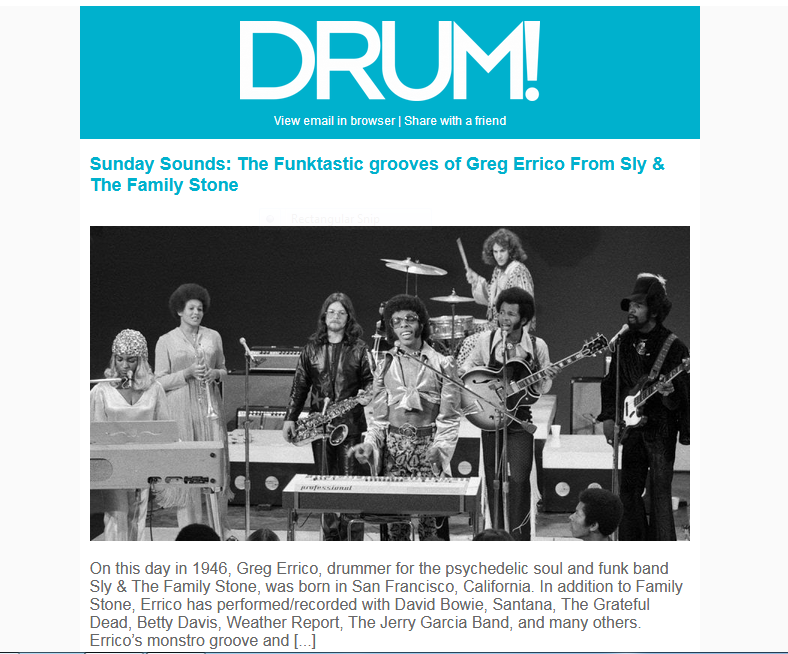 DRUM!
View email in browser | Share with a friend
Sunday Sounds: The Funktastic grooves of Greg Errico From Sly &
The Family Stone
Rectangular Snip
professional
On this day in 1946, Greg Errico, drummer for the psychedelic soul and funk band
Sly & The Family Stone, was born in San Francisco, California. In addition to Family
Stone, Errico has performed/recorded with David Bowie, Santana, The Grateful
Dead, Betty Davis, Weather Report, The Jerry Garcia Band, and many others.
Errico’s monstro groove and [...]